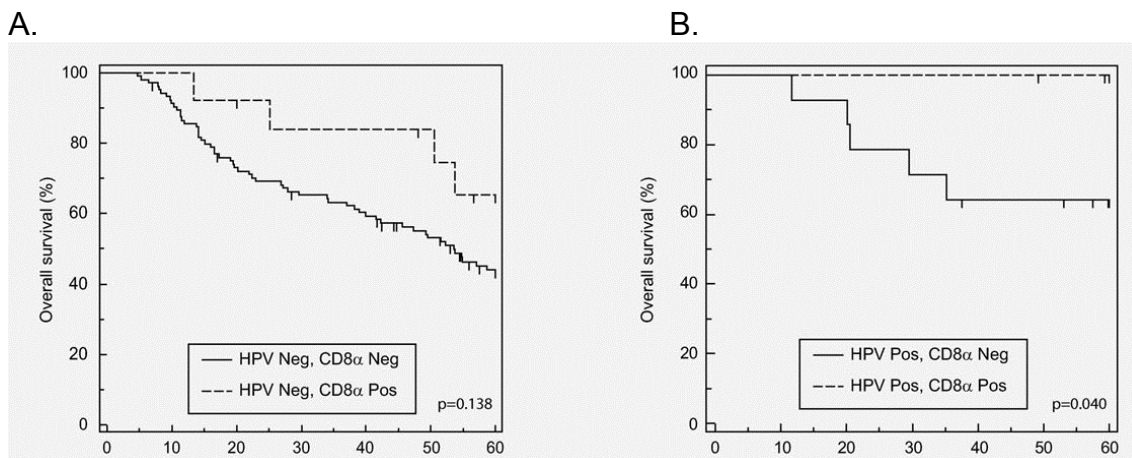 A.
Overall survival (%)
100
80
60
40
20
0
HPV Neg, CD8α Neg
HPV Neg, CD8α Pos
p=0.138
0 10 20 30 40 50 60
B.
Overall survival (%)
100
80
60
40
20
0
HPV Pos, CD8α Neg
HPV Pos, CD8α Pos
p=0.040
0 10 20 30 40 50 60